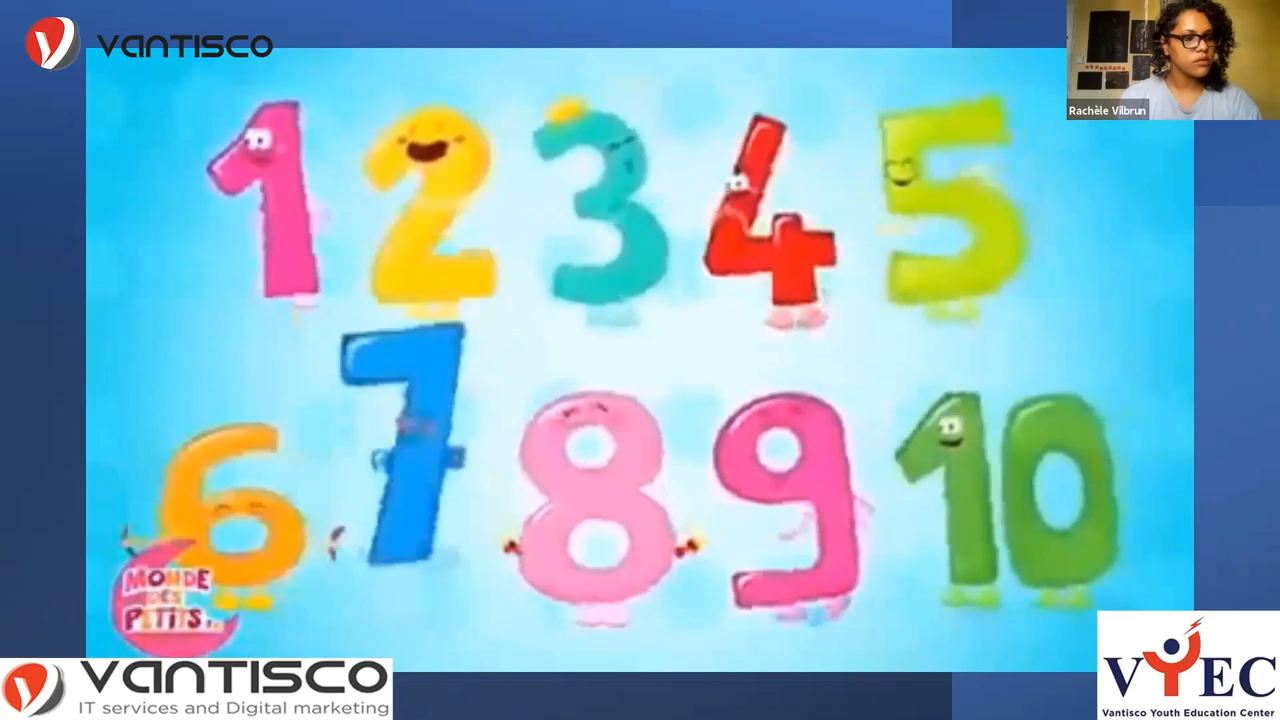 VANTISCO
Rachèle Vilbrun
1 2 3 4 5
6 7 8 9 10
MONDE
DES
PETITS
VANTISCO
IT services and Digital marketing
VYEC
Vantisco Youth Education Center